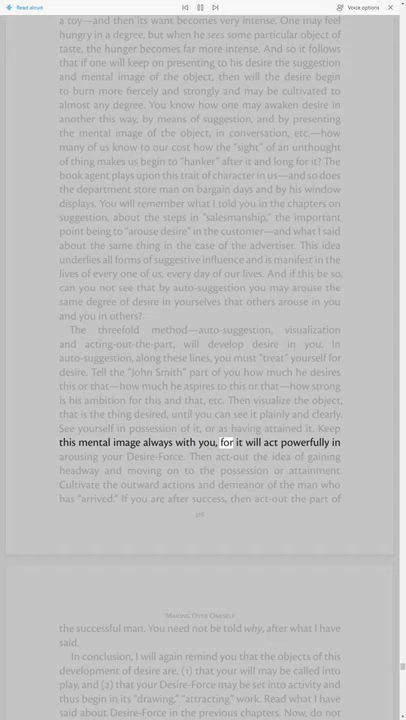 Read aloud
Voice options
a toy—and then its want becomes very intense. One may feel
hungry in a degree, but when he sees some particular object of
taste, the hunger becomes far more intense. And so it follows
that if one will keep on presenting to his desire the suggestion
and mental image of the object, then will the desire begin
to burn more fiercely and strongly and may be cultivated to
almost any degree. You know how one may awaken desire in
another this way, by means of suggestion, and by presenting
the mental image of the object, in conversation, etc.—how
many of us know to our cost how the "sight" of an unthought
of thing makes us begin to "hanker" after it and long for it? The
book agent plays upon this trait of character in us—and so does
the department store man on bargain days and by his window
displays. You will remember what I told you in the chapters on
suggestion, about the steps in "salesmanship," the important
point being to "arouse desire" in the customer—and what I said
about the same thing in the case of the advertiser. This idea
underlies all forms of suggestive influence and is manifest in the
lives of every one of us, every day of our lives. And if this be so,
can you not see that by auto-suggestion you may arouse the
same degree of desire in yourselves that others arouse in you
and you in others?
The threefold method—auto-suggestion, visualization
and acting-out-the-part, will develop desire in you. In
auto-suggestion, along these lines, you must "treat" yourself for
desire. Tell the "John Smith" part of you how much he desires
this or that—how much he aspires to this or that—how strong
is his ambition for this and that, etc. Then visualize the object,
that is the thing desired, until you can see it plainly and clearly.
See yourself in possession of it, or as having attained it. Keep
this mental image always with you, for it will act powerfully in
arousing your Desire-Force. Then act-out the idea of gaining
headway and moving on to the possession or attainment.
Cultivate the outward actions and demeanor of the man who
has "arrived." If you are after success, then act-out the part of
Making Over Oneself
the successful man. You need not be told why, after what I have
said.
In conclusion, I will again remind you that the objects of this
development of desire are, (1) that your will may be called into
play, and (2) that your Desire-Force may be set into activity and
thus begin in its "drawing," "attracting" work. Read what I have
said about Desire-Force in the previous chapters. Now, do not